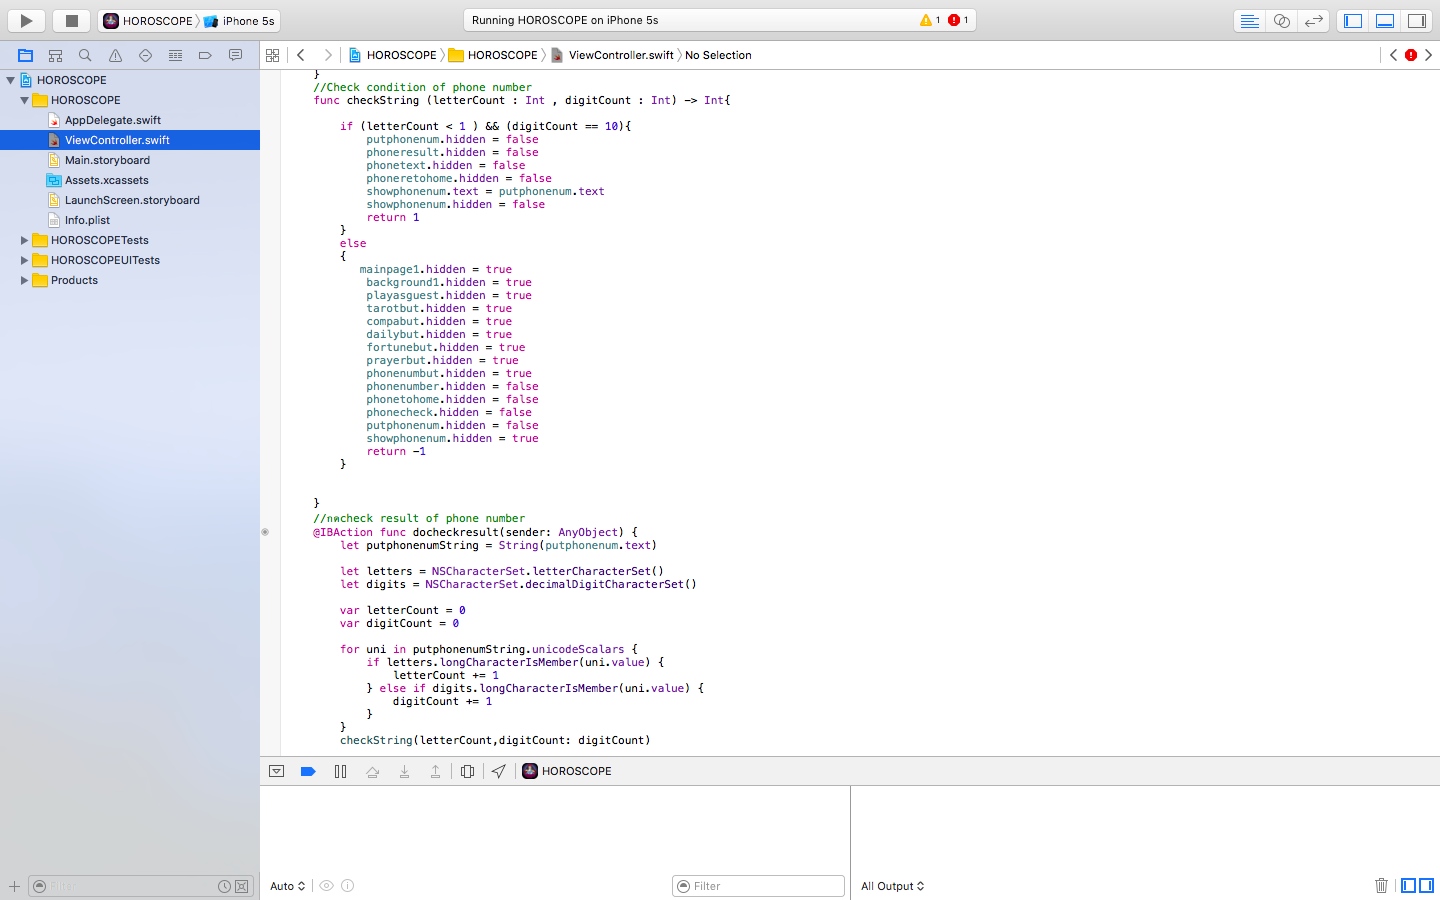 HOROSCOPE
iPhone 5s
Running HOROSCOPE on iPhone 5s
1
1
HOROSCOPE
HOROSCOPE
ViewController.swift
No Selection
HOROSCOPE
HOROSCOPE
AppDelegate.swift
ViewController.swift
Main.storyboard
Assets.xcassets
LaunchScreen.storyboard
Info.plist
HOROSCOPETests
HOROSCOPEUITests
Products
Filter
}
//Check condition of phone number
func checkString (letterCount : Int , digitCount : Int) -> Int{
if (letterCount < 1 ) && (digitCount == 10){
putphonenum.hidden = false
phoneresult.hidden = false
phonetext.hidden = false
phoneretohome.hidden = false
showphonenum.text = putphonenum.text
showphonenum.hidden = false
return 1
}
else
{
mainpage1.hidden = true
background1.hidden = true
playasguest.hidden = true
tarotbut.hidden = true
compabut.hidden = true
dailybut.hidden = true
fortunebut.hidden = true
prayerbut.hidden = true
phonenumbut.hidden = true
phonenumber.hidden = false
phonetohome.hidden = false
phonecheck.hidden = false
putphonenum.hidden = false
showphonenum.hidden = true
return -1
}
}
//กดcheck result of phone number
@IBAction func docheckresult(sender: AnyObject) {
let putphonenumString = String(putphonenum.text)
let letters = NSCharacterSet.letterCharacterSet()
let digits = NSCharacterSet.decimalDigitCharacterSet()
var letterCount = 0
var digitCount = 0
for uni in putphonenumString.unicodeScalars {
if letters.longCharacterIsMember(uni.value) {
letterCount += 1
} else if digits.longCharacterIsMember(uni.value) {
digitCount += 1
}
}
checkString(letterCount,digitCount: digitCount)
HOROSCOPE
Auto
Filter
All Output